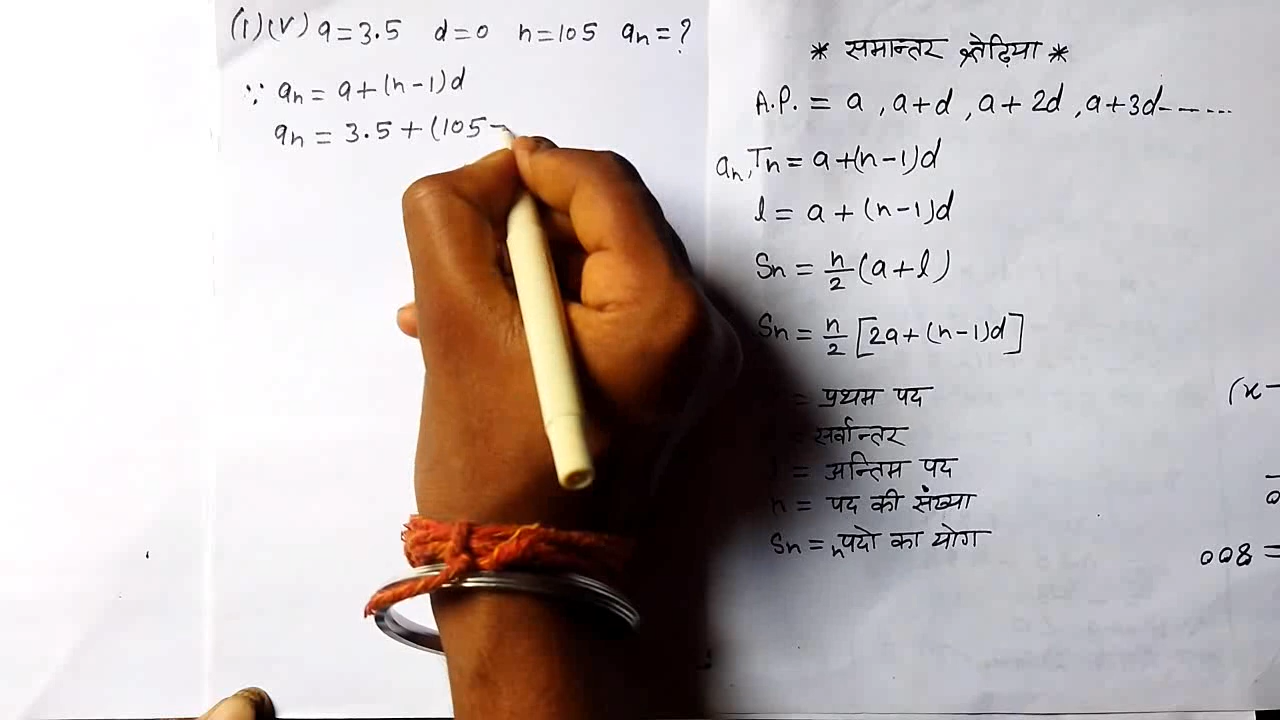 (1)(V) a=3.5 d=0 n=105 an=?
∵ an = a+(n-1)d
an = 3.5+(105-
* समान्तर श्रेढ़िया *
A.P. = a, a+d, a+2d, a+3d------
an, Tn = a+(n-1)d
l = a+(n-1)d
Sn = n/2 (a+l)
Sn = n/2 [2a+(n-1)d]
= प्रथम पद
= सर्वान्तर
= अन्तिम पद
n = पद की संख्या
Sn = n पदो का योग
(x-
008 =